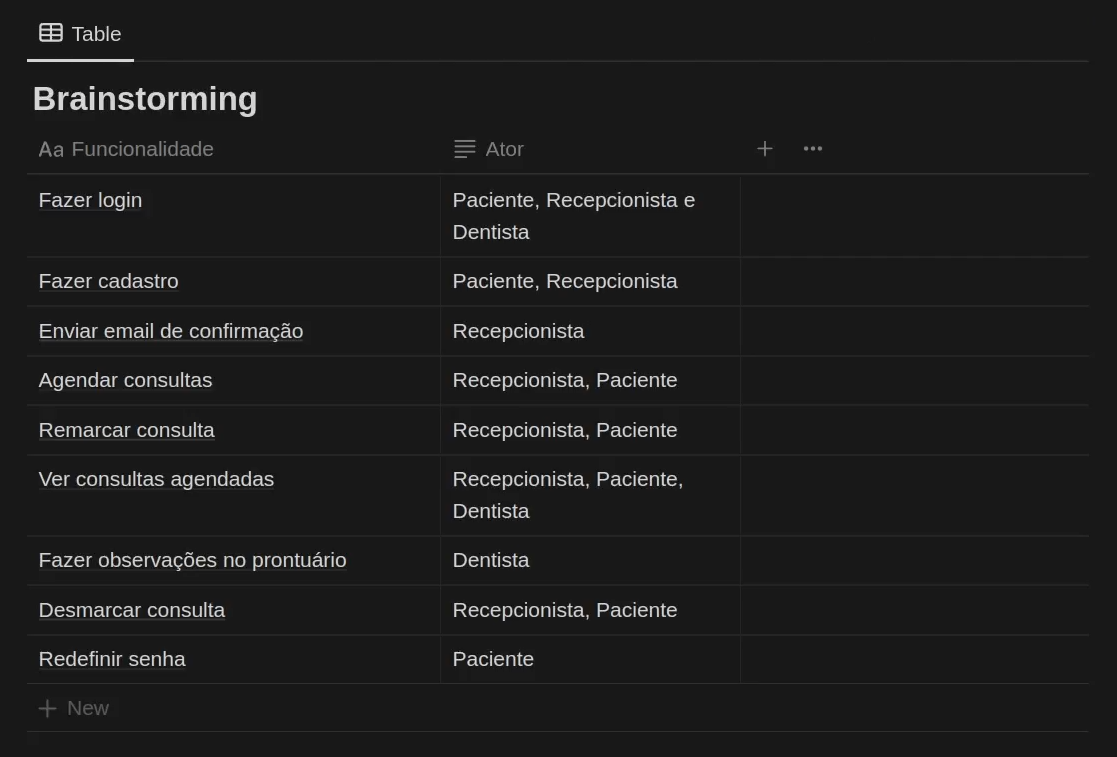 Table
Brainstorming
Aa Funcionalidade
Ator
Fazer login
Paciente, Recepcionista e
Dentista
Fazer cadastro
Paciente, Recepcionista
Enviar email de confirmação
Recepcionista
Agendar consultas
Recepcionista, Paciente
Remarcar consulta
Recepcionista, Paciente
Ver consultas agendadas
Recepcionista, Paciente,
Dentista
Fazer observações no prontuário
Dentista
Desmarcar consulta
Recepcionista, Paciente
Redefinir senha
Paciente
New